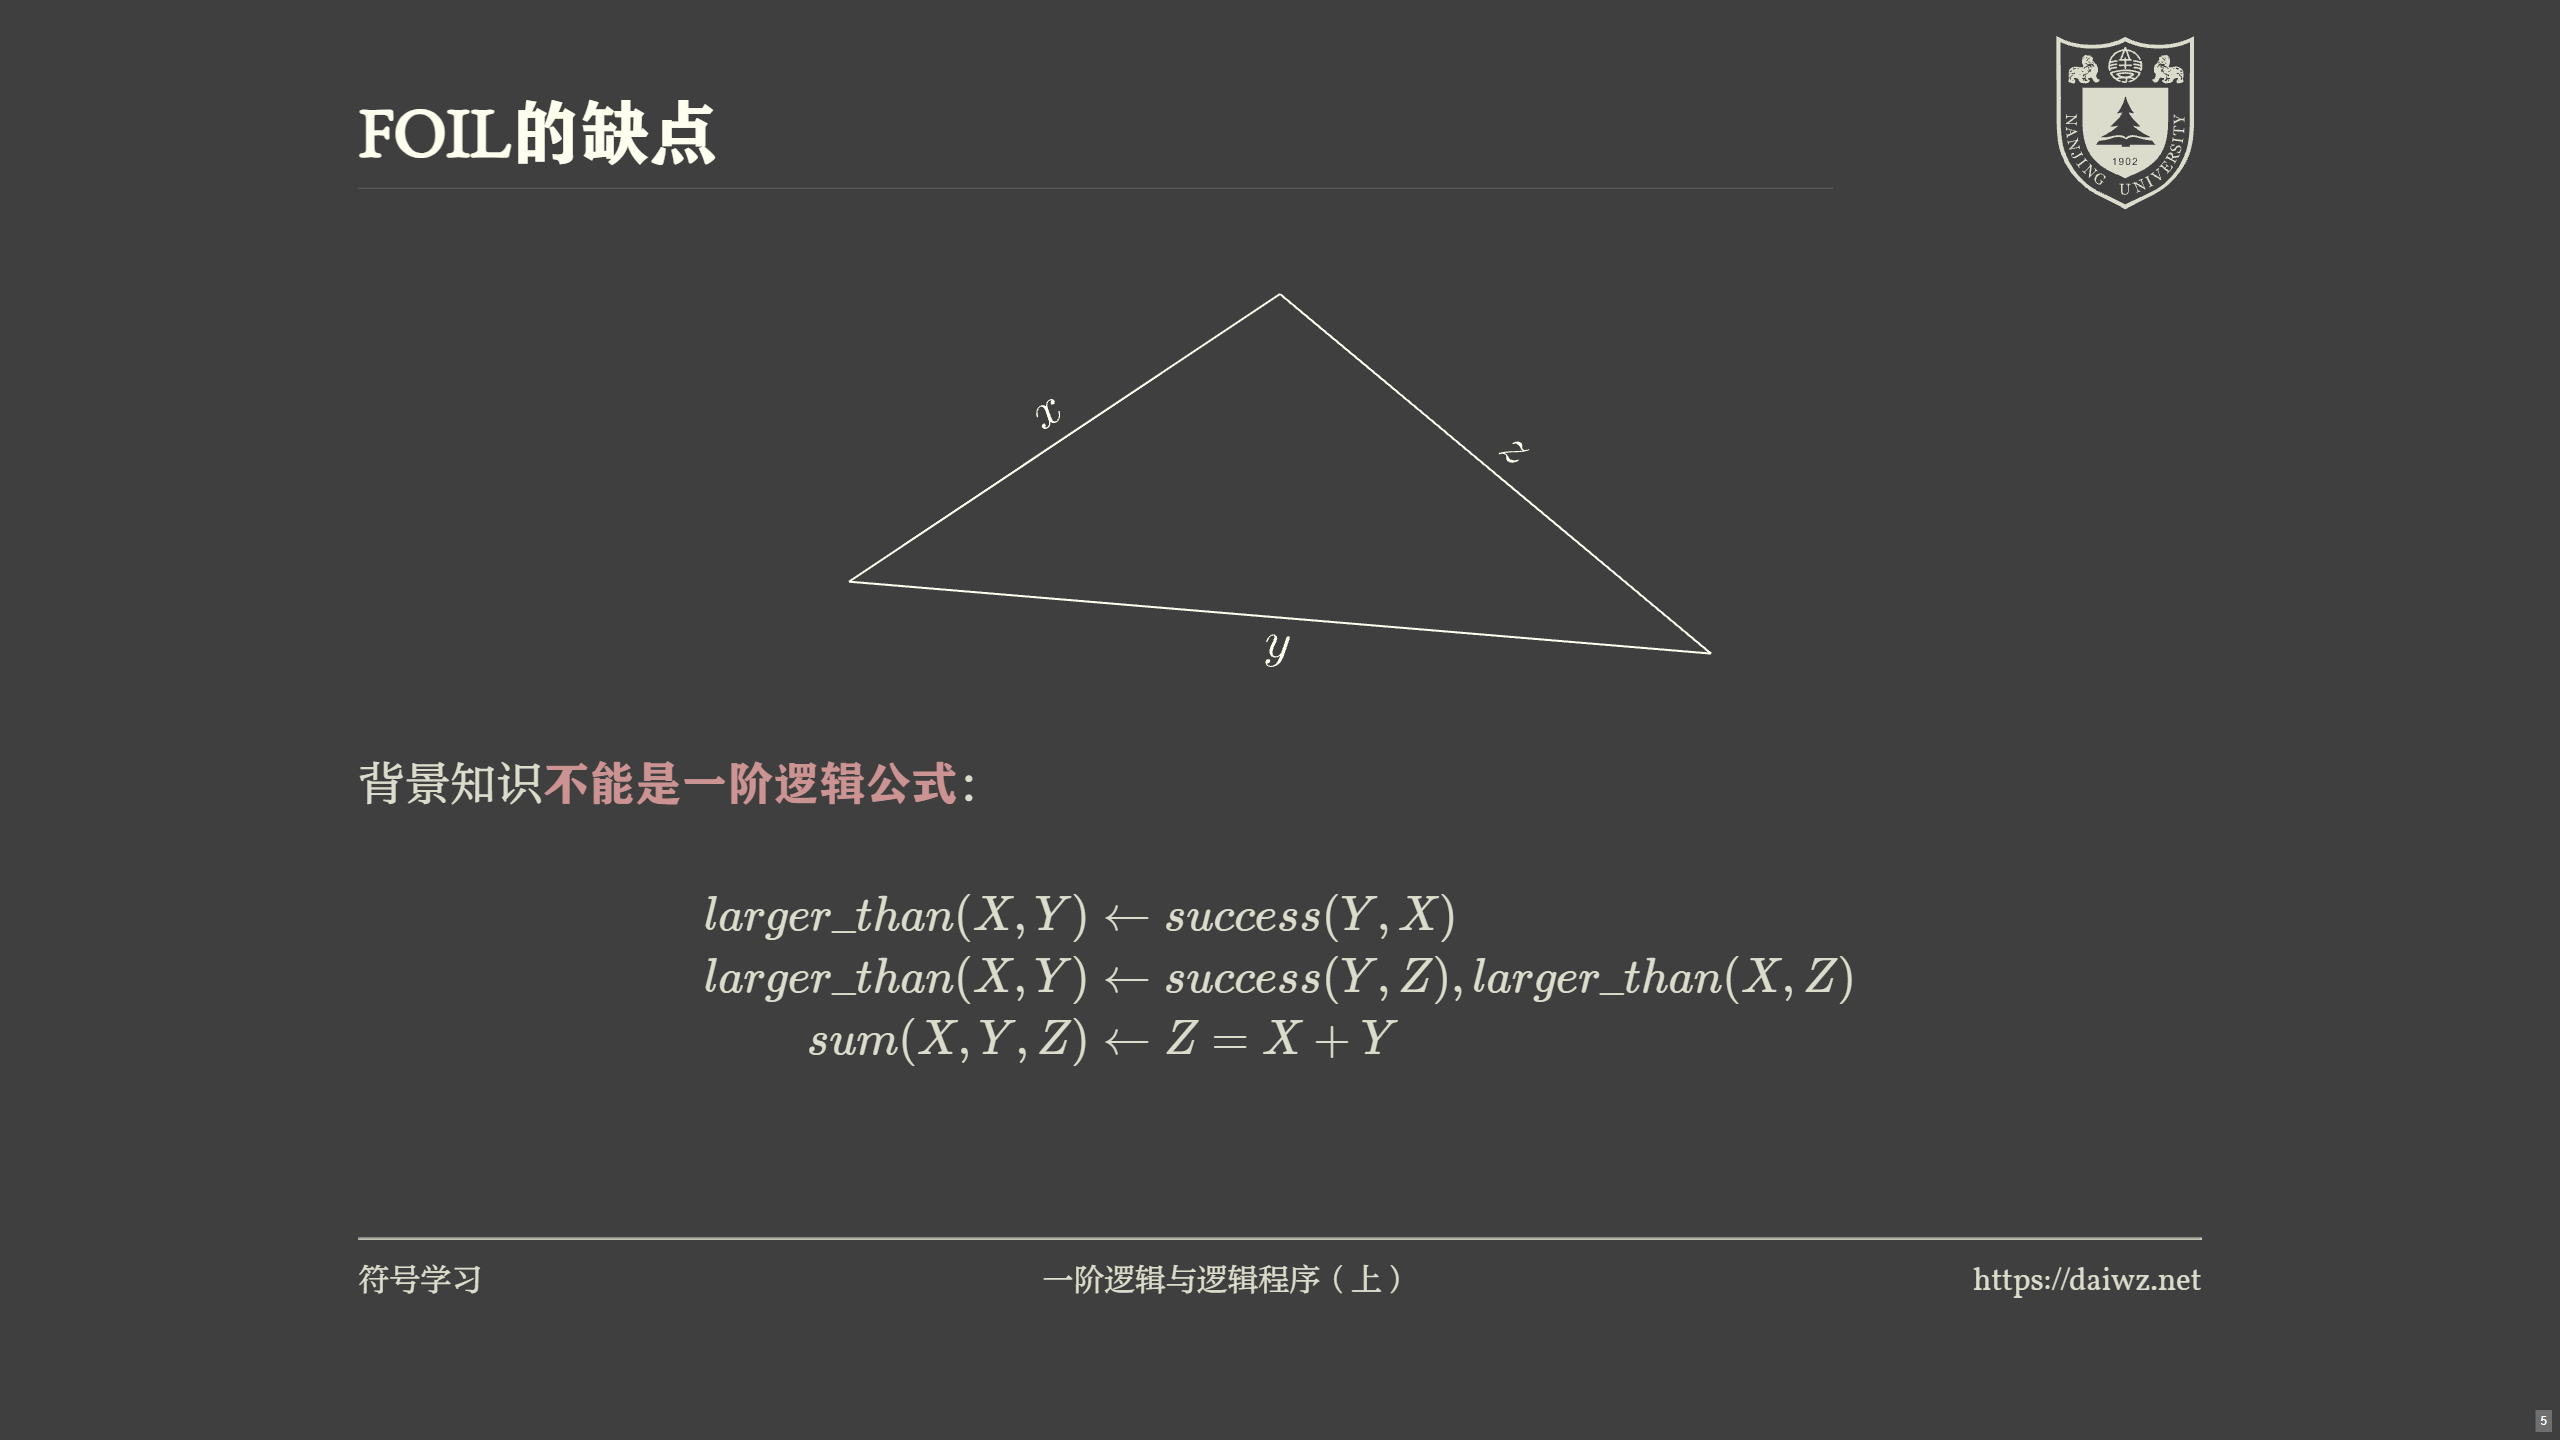 FOIL的缺点
NANJING UNIVERSITY
1902
x
z
y
背景知识不能是一阶逻辑公式：
larger_than(X, Y) ← success(Y, X)
larger_than(X, Y) ← success(Y, Z), larger_than(X, Z)
sum(X, Y, Z) ← Z = X + Y
符号学习
一阶逻辑与逻辑程序（上）
https://daiwz.net
5